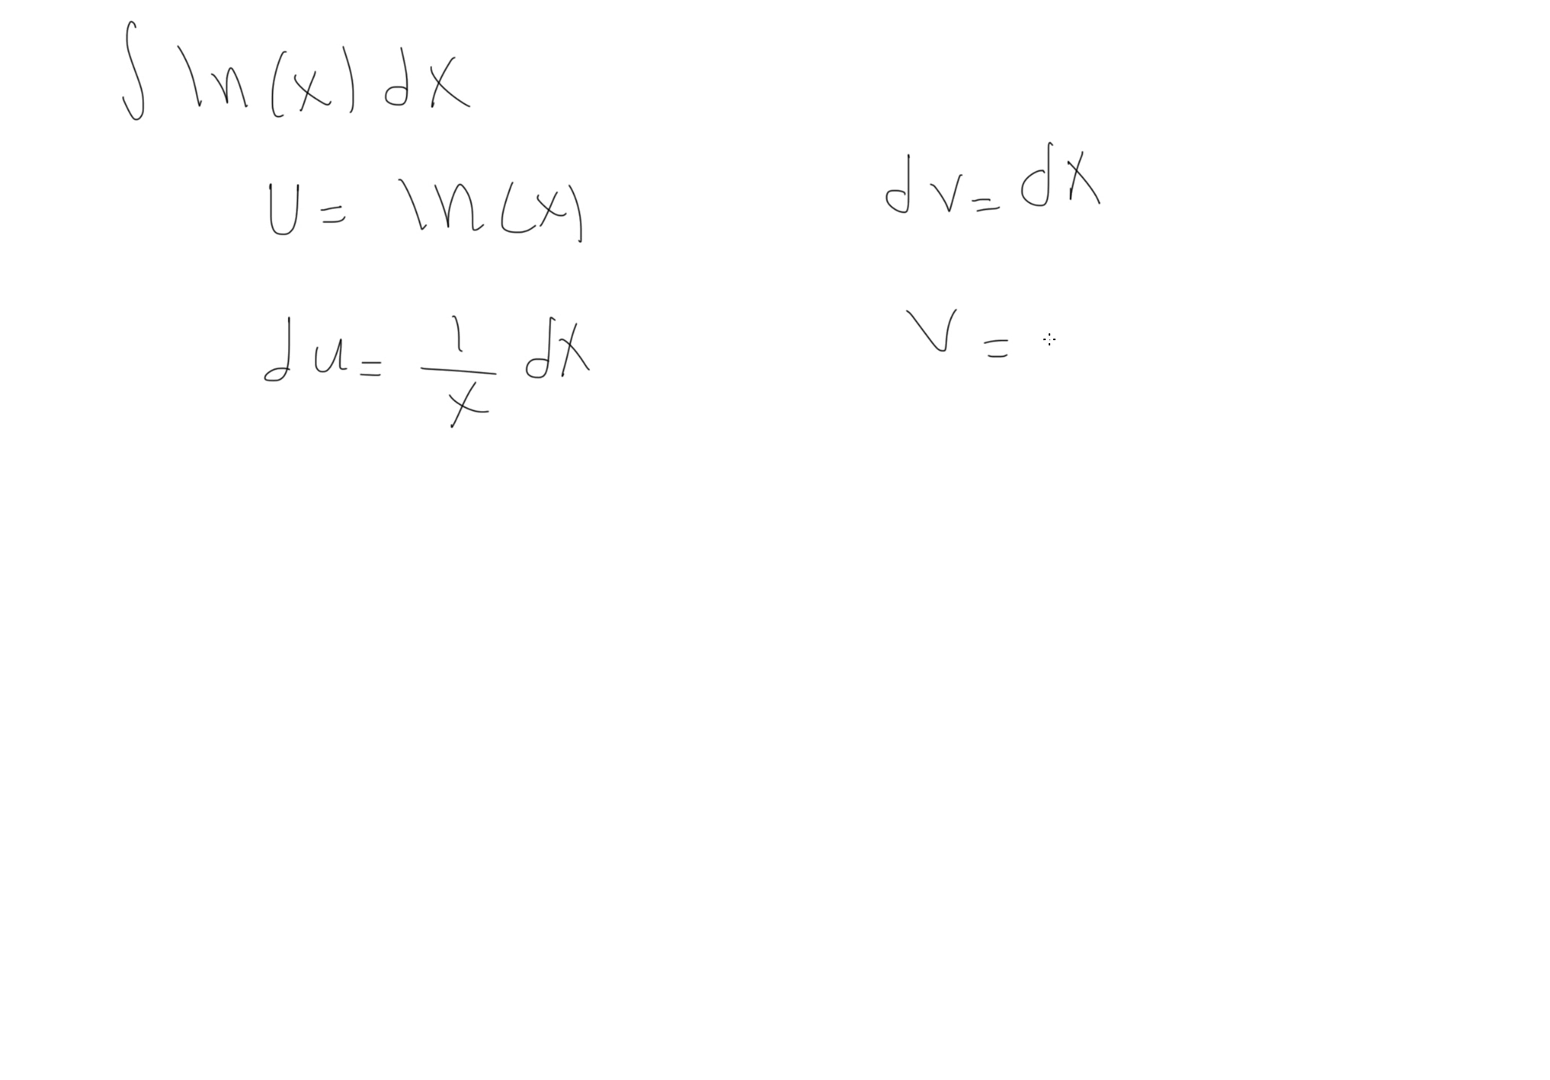 ∫ ln(x) dx
U = ln(x)
dv = dx
du = 1/x dx
V =